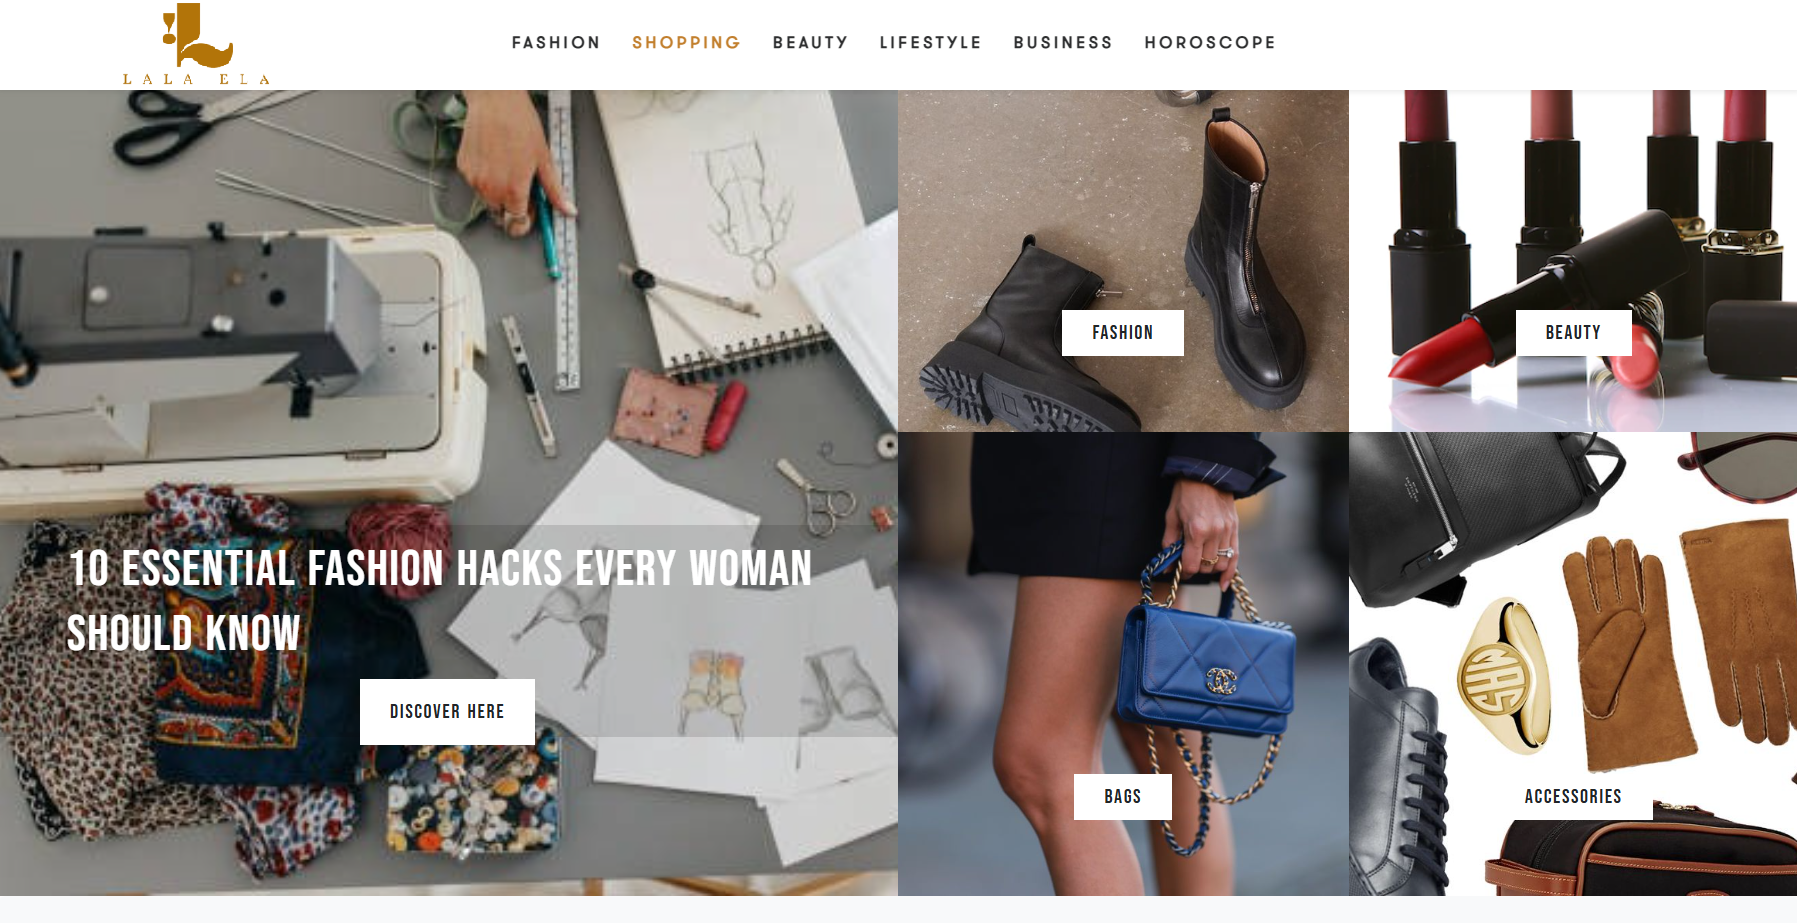 LALA ELA
FASHION SHOPPING BEAUTY LIFESTYLE BUSINESS HOROSCOPE
10 ESSENTIAL FASHION HACKS EVERY WOMAN
SHOULD KNOW
DISCOVER HERE
FASHION
BEAUTY
BAGS
ACCESSORIES